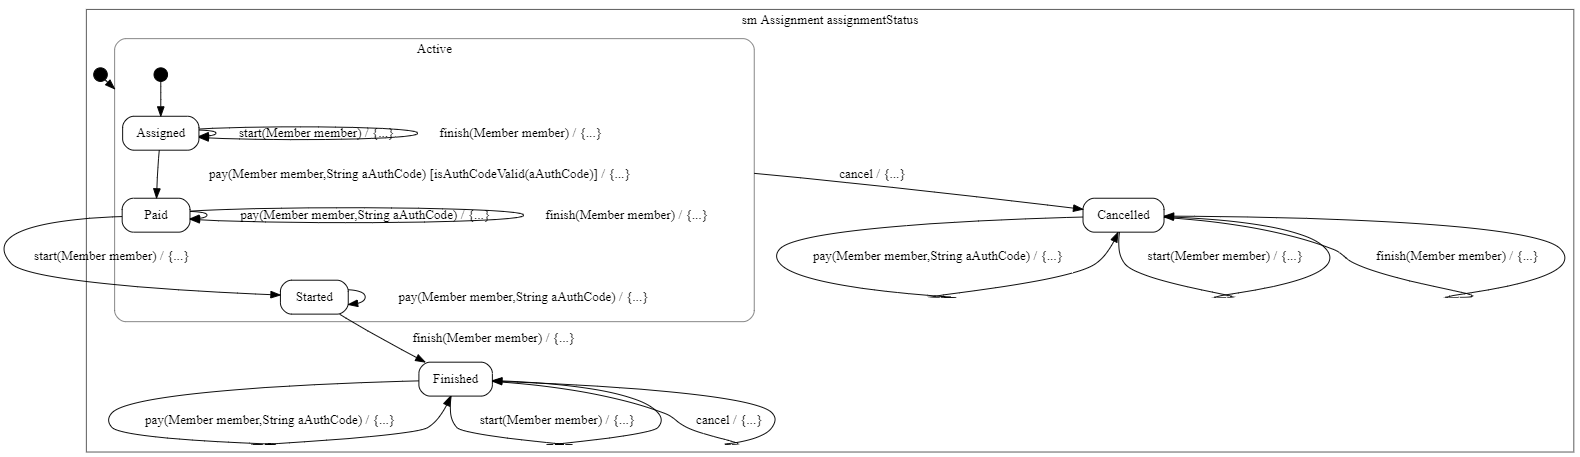 sm Assignment assignmentStatus
Active
Assigned
start(Member member) / {...}
finish(Member member) / {...}
pay(Member member,String aAuthCode) [isAuthCodeValid(aAuthCode)] / {...}
cancel / {...}
Paid
pay(Member member,String aAuthCode) / {...}
finish(Member member) / {...}
Cancelled
start(Member member) / {...}
pay(Member member,String aAuthCode) / {...}
start(Member member) / {...}
finish(Member member) / {...}
Started
pay(Member member,String aAuthCode) / {...}
finish(Member member) / {...}
Finished
pay(Member member,String aAuthCode) / {...}
start(Member member) / {...}
cancel / {...}